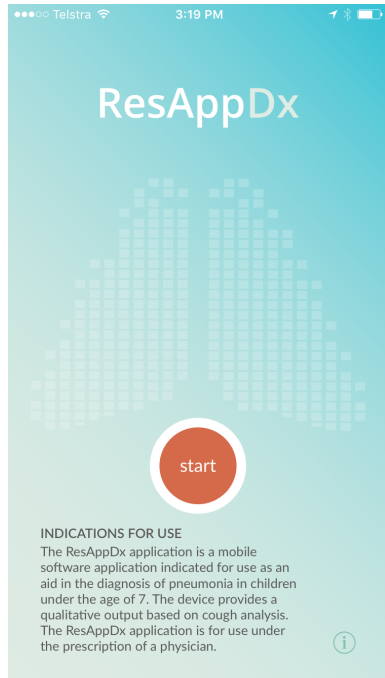 Telstra 3:19 PM
ResAppDx
start
INDICATIONS FOR USE
The ResAppDx application is a mobile
software application indicated for use as an
aid in the diagnosis of pneumonia in children
under the age of 7. The device provides a
qualitative output based on cough analysis.
The ResAppDx application is for use under
the prescription of a physician.
i